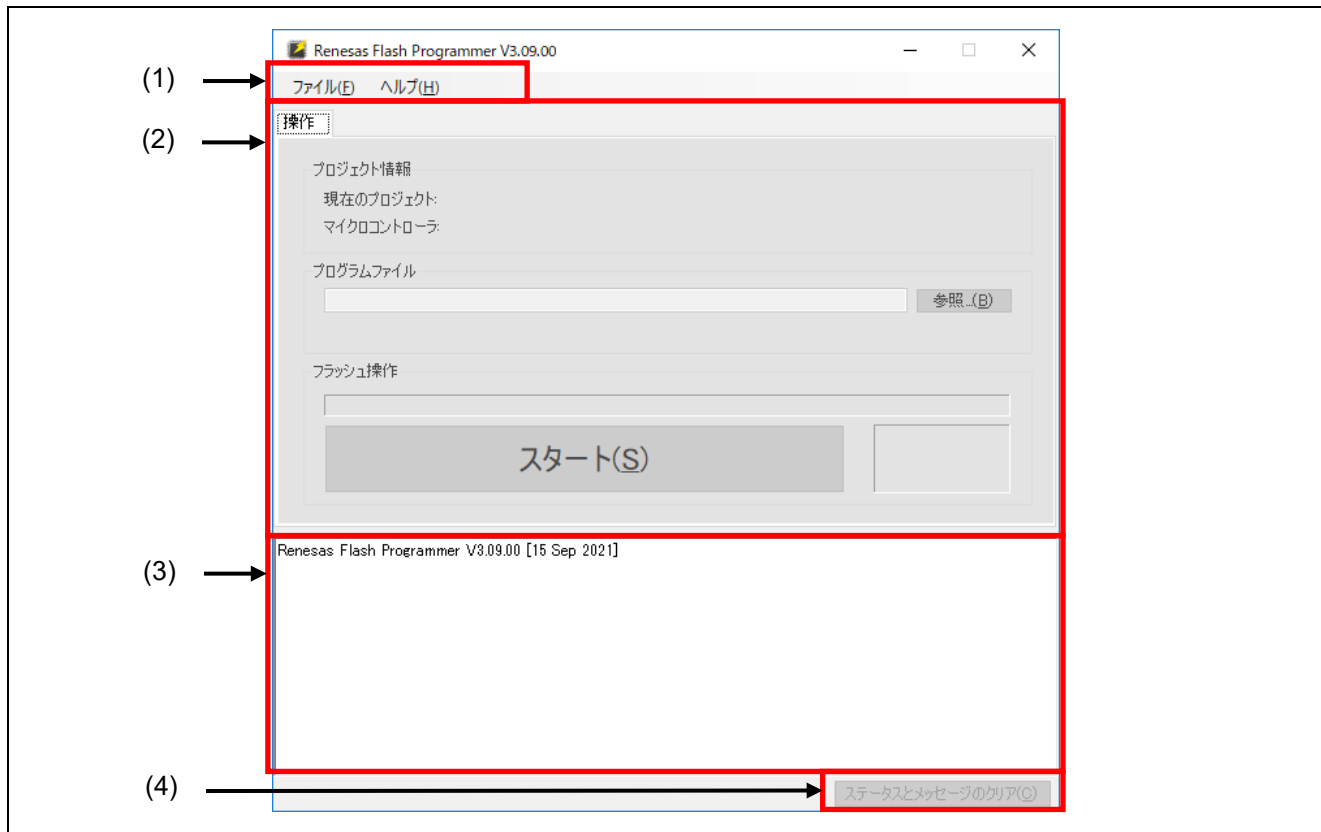 Renesas Flash Programmer V3.09.00
(1)
ファイル(F) ヘルプ(H)
(2)
操作
プロジェクト情報
現在のプロジェクト:
マイクロコントローラ:
プログラムファイル
参照...(B)
フラッシュ操作
スタート(S)
(3)
Renesas Flash Programmer V3.09.00 [15 Sep 2021]
(4)
ステータスとメッセージのクリア(C)